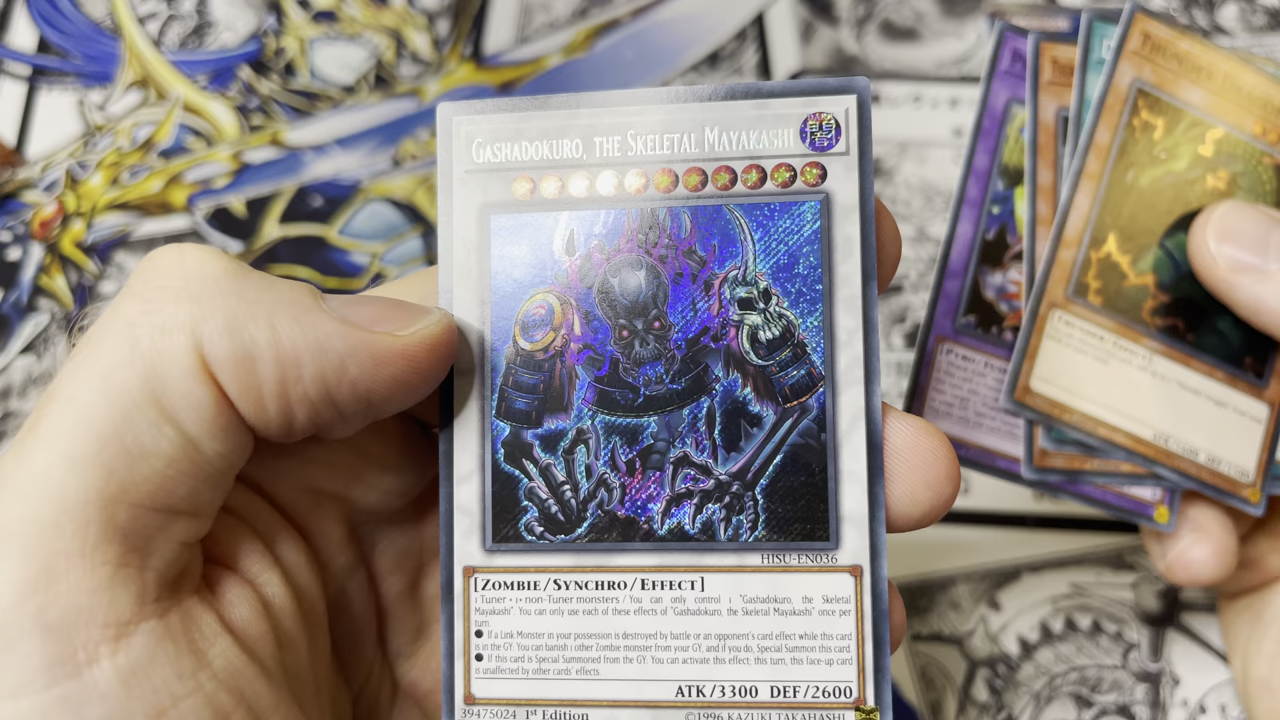 GASHADOKURO, THE SKELETAL MAYAKASHI
DARK
闇
HISU-EN036
[ZOMBIE/SYNCHRO/EFFECT]
1 Tuner + 1+ non-Tuner monsters / You can only control 1 "Gashadokuro, the Skeletal
Mayakashi". You can only use each of these effects of "Gashadokuro, the Skeletal Mayakashi" once per
turn.
● If a Link Monster in your possession is destroyed by battle or an opponent's card effect while this card
is in the GY: You can banish 1 other Zombie monster from your GY, and if you do, Special Summon this card.
● If this card is Special Summoned from the GY: You can activate this effect; this turn, this face-up card
is unaffected by other cards' effects.
ATK/3300 DEF/2600
39475024 1st Edition
©1996 KAZUKI TAKAHASHI